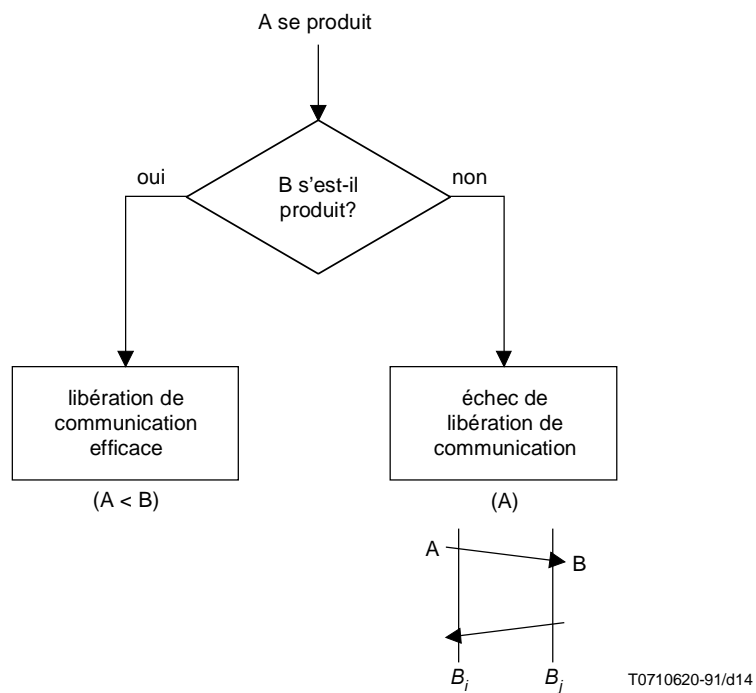 A se produit
oui
B s'est-il
produit?
non
libération de
communication
efficace
échec de
libération de
communication
(A < B)
(A)
A
B
Bi
Bj
T0710620-91/d14